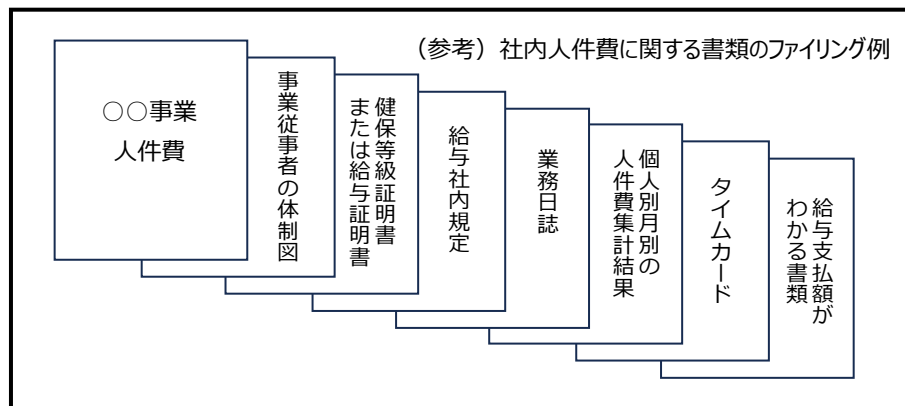 （参考）社内人件費に関する書類のファイリング例
○○事業
人件費
事業従事者の体制図
健保等級証明書
または給与証明書
給与社内規定
業務日誌
個人別月別の
人件費集計結果
タイムカード
給与支払額が
わかる書類